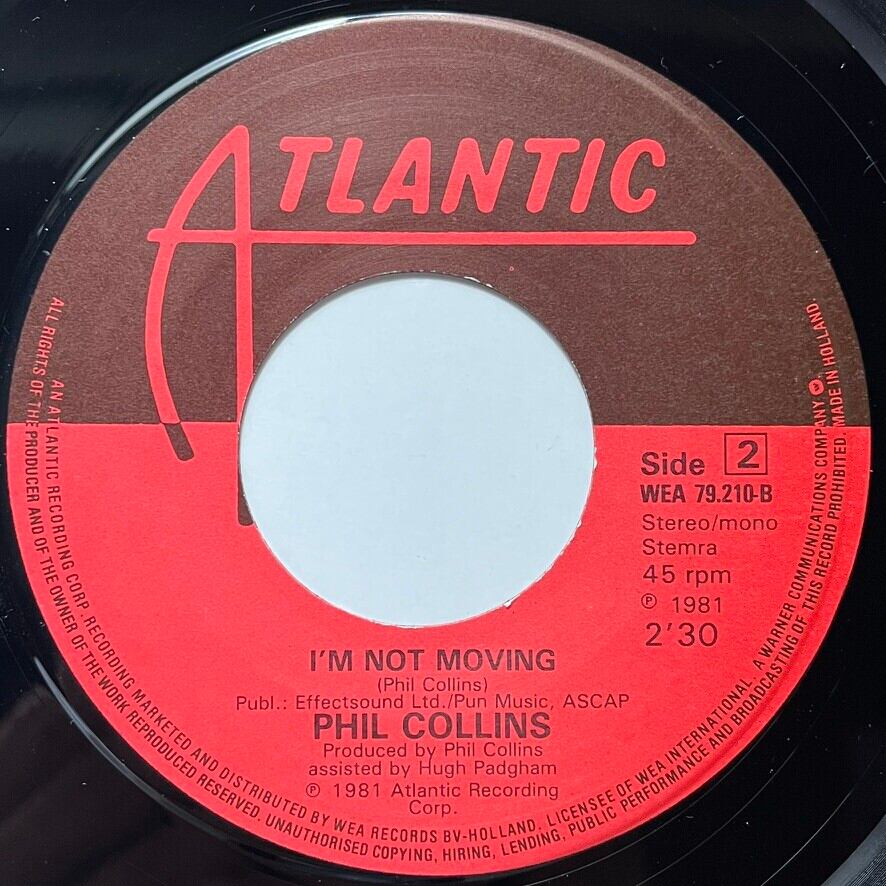 ATLANTIC
Side 2
WEA 79.210-B
Stereo/mono
Stemra
45 rpm
℗ 1981
2'30
I'M NOT MOVING
(Phil Collins)
Publ.: Effectsound Ltd./Pun Music, ASCAP
PHIL COLLINS
Produced by Phil Collins
assisted by Hugh Padgham
℗ 1981 Atlantic Recording
Corp.
AN ATLANTIC RECORDING CORP. RECORDING MARKETED AND DISTRIBUTED BY WEA RECORDS BV-HOLLAND. LICENSEE OF WEA INTERNATIONAL. A WARNER COMMUNICATIONS COMPANY
ALL RIGHTS OF THE PRODUCER AND OF THE OWNER OF THE WORK REPRODUCED RESERVED. UNAUTHORISED COPYING, HIRING, LENDING, PUBLIC PERFORMANCE AND BROADCASTING OF THIS RECORD PROHIBITED. MADE IN HOLLAND.